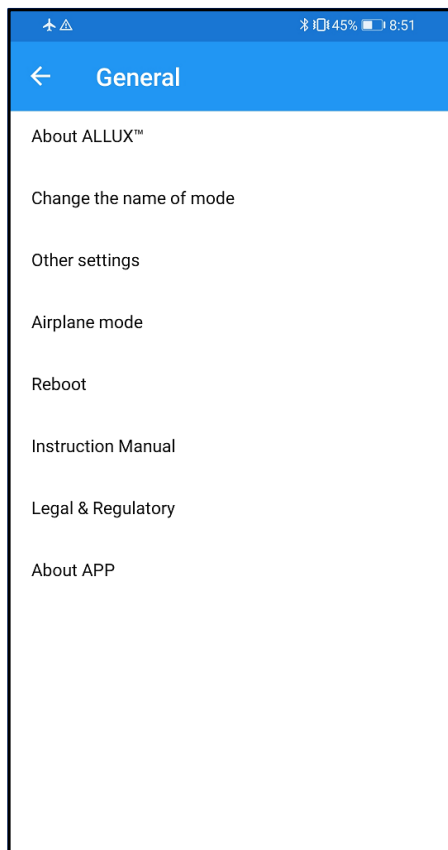 45% 8:51
General
About ALLUX™
Change the name of mode
Other settings
Airplane mode
Reboot
Instruction Manual
Legal & Regulatory
About APP